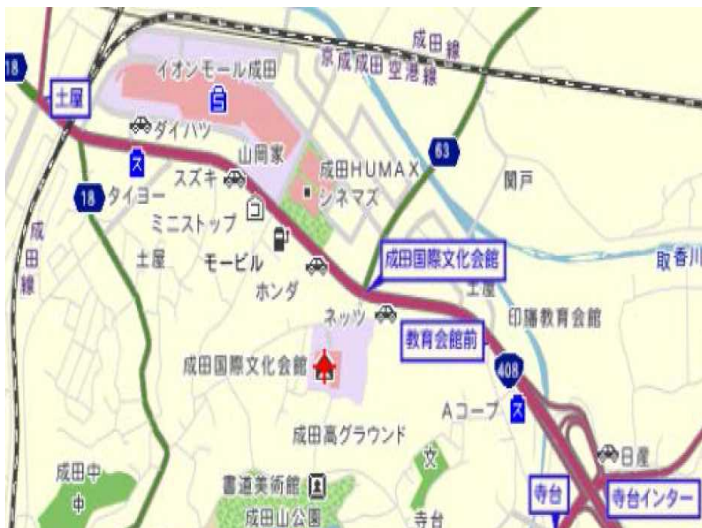 成田線
京成成田空港線
18
土屋
イオンモール成田
S
ダイハツ
63
山岡家
成田HUMAX
シネマズ
スズキ
ス
関戸
18
タイヨー
ミニストップ
成田線
土屋
モービル
成田国際文化会館
取香川
ホンダ
土屋
ネッツ
印旛教育会館
教育会館前
成田国際文化会館
408
Aコープ
ス
成田高グラウンド
文
日産
成田中
中
書道美術館
寺台
寺台インター
成田山公園
寺台